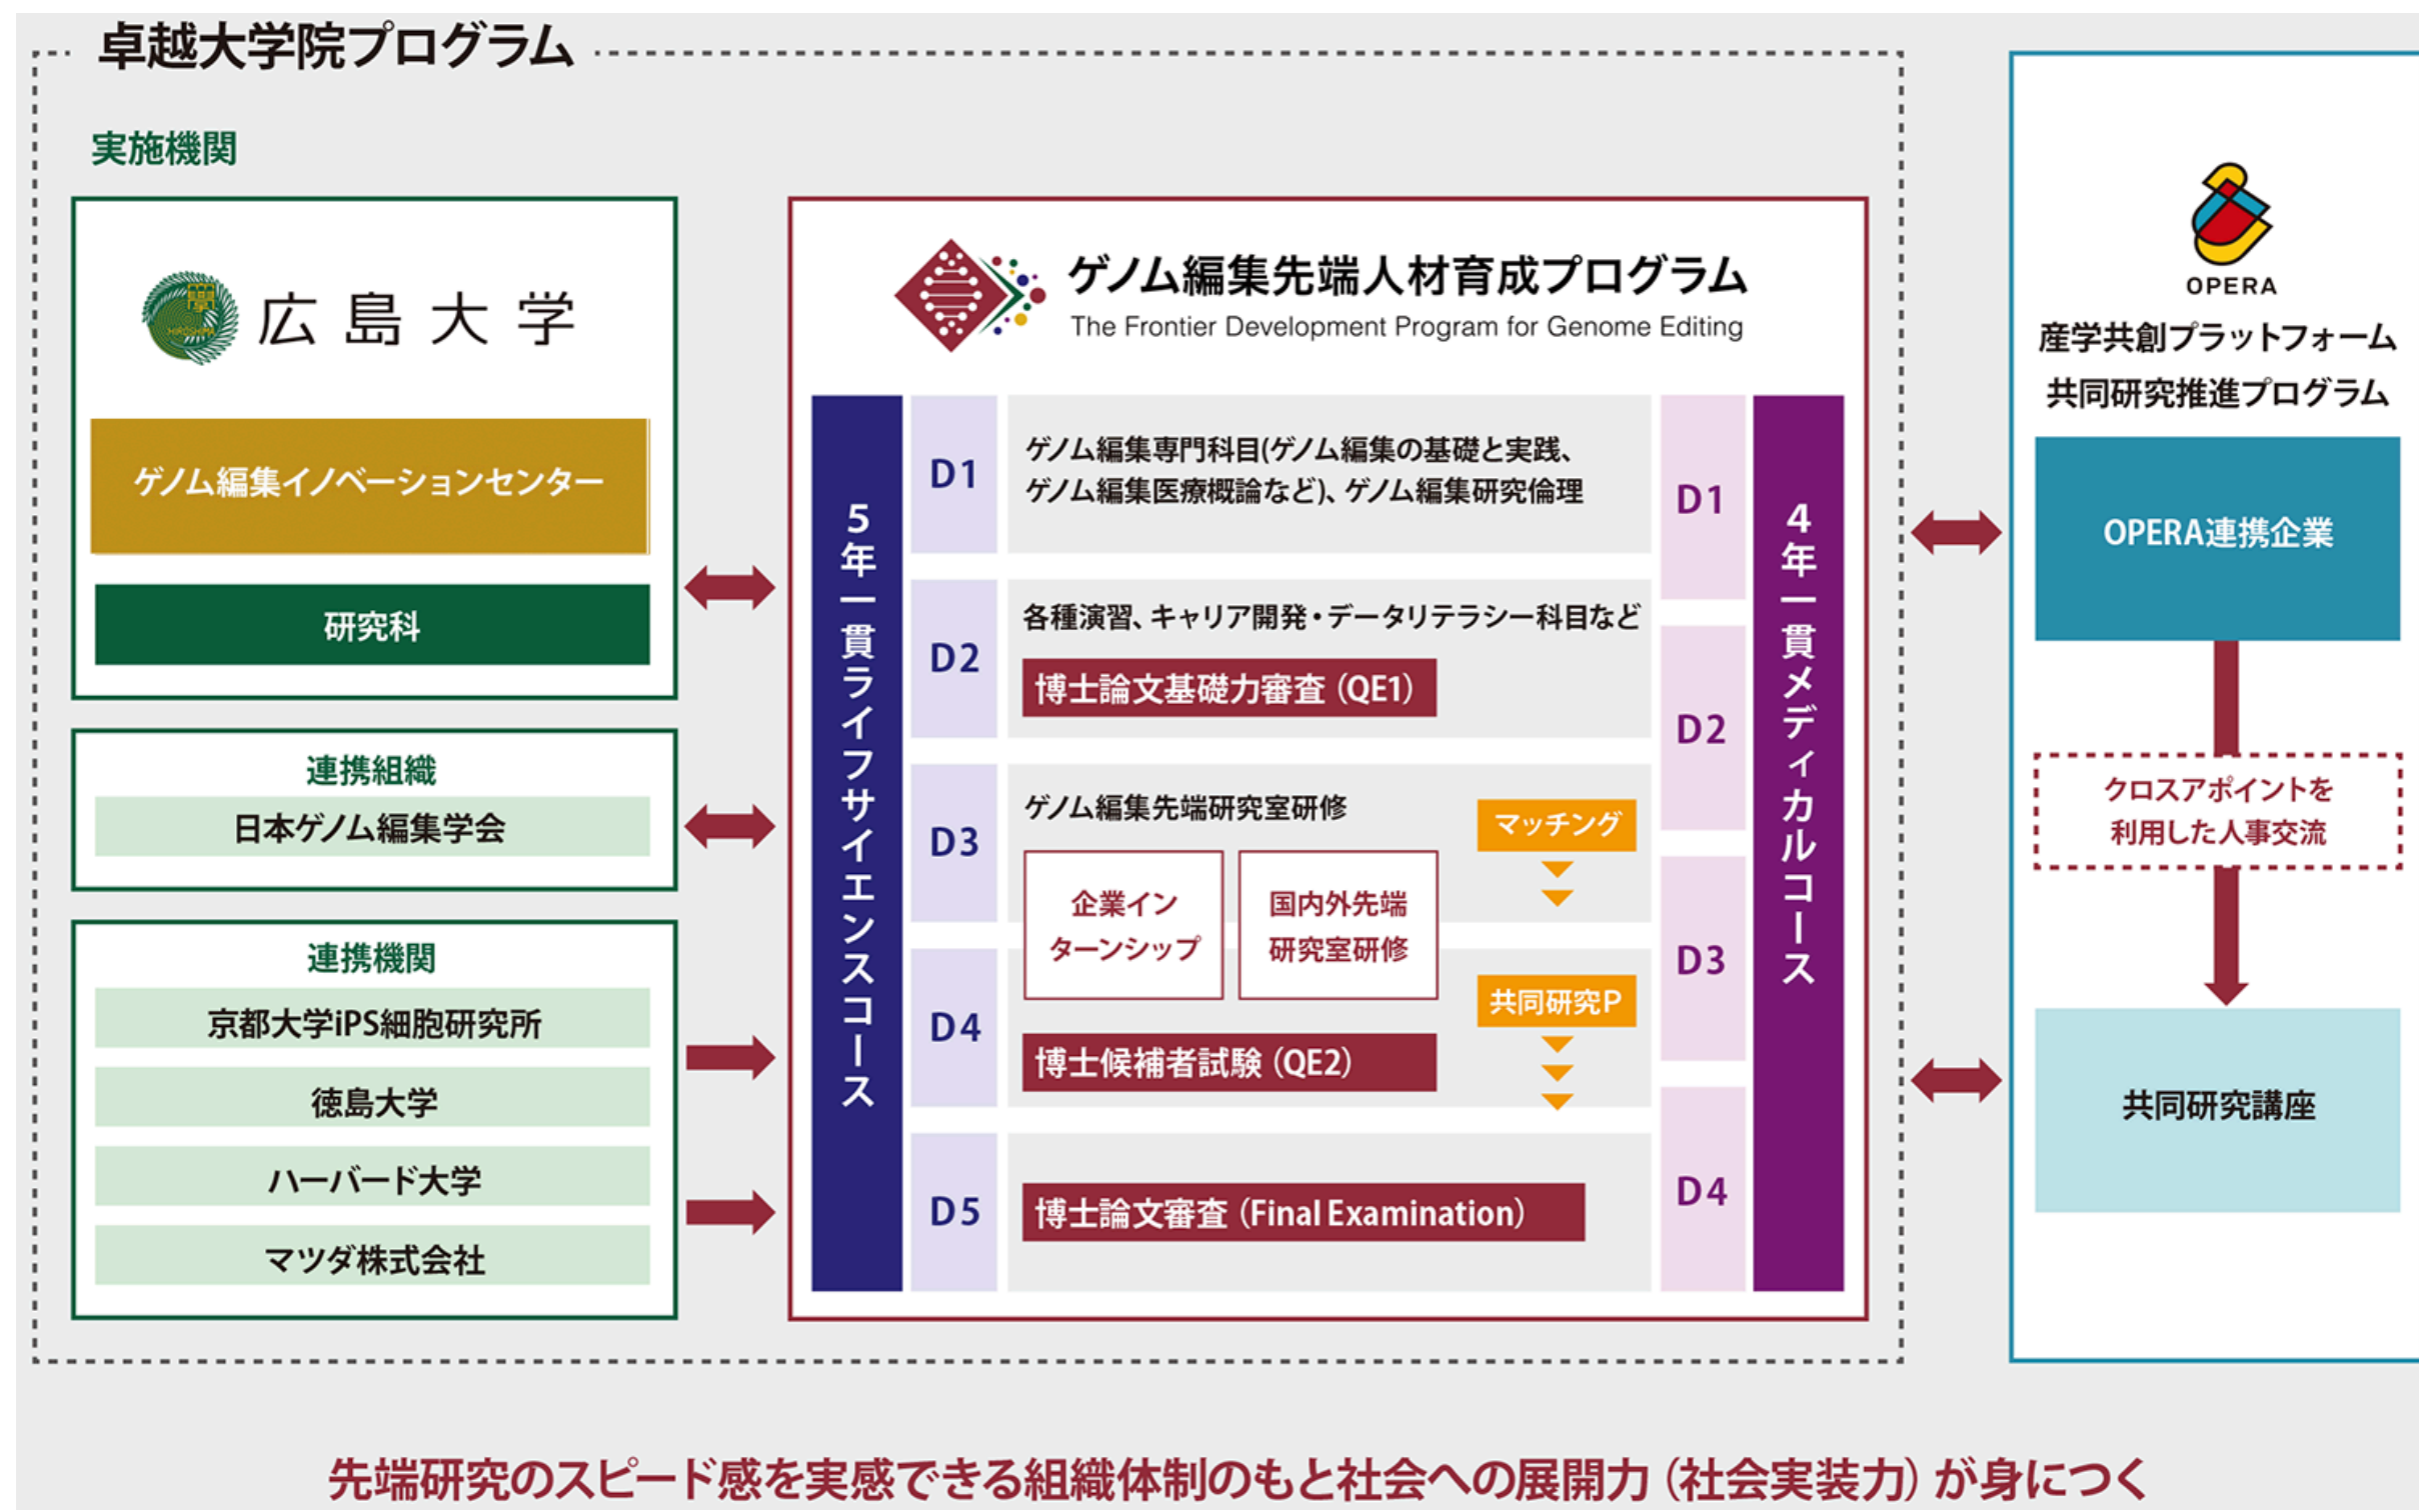 卓越大学院プログラム
実施機関
広島大学
ゲノム編集イノベーションセンター
研究科
連携組織
日本ゲノム編集学会
連携機関
京都大学iPS細胞研究所
徳島大学
ハーバード大学
マツダ株式会社
ゲノム編集先端人材育成プログラム
The Frontier Development Program for Genome Editing
5年一貫ライフサイエンスコース
D1
ゲノム編集専門科目(ゲノム編集の基礎と実践、
ゲノム編集医療概論など)、ゲノム編集研究倫理
D2
各種演習、キャリア開発・データリテラシー科目など
博士論文基礎力審査（QE1）
D3
ゲノム編集先端研究室研修
マッチング
企業イン
ターンシップ
国内外先端
研究室研修
D4
共同研究P
博士候補者試験（QE2）
D5
博士論文審査（Final Examination）
D1
D2
D3
D4
4年一貫メディカルコース
OPERA
産学共創プラットフォーム
共同研究推進プログラム
OPERA連携企業
クロスアポイントを
利用した人事交流
共同研究講座
先端研究のスピード感を実感できる組織体制のもと社会への展開力（社会実装力）が身につく